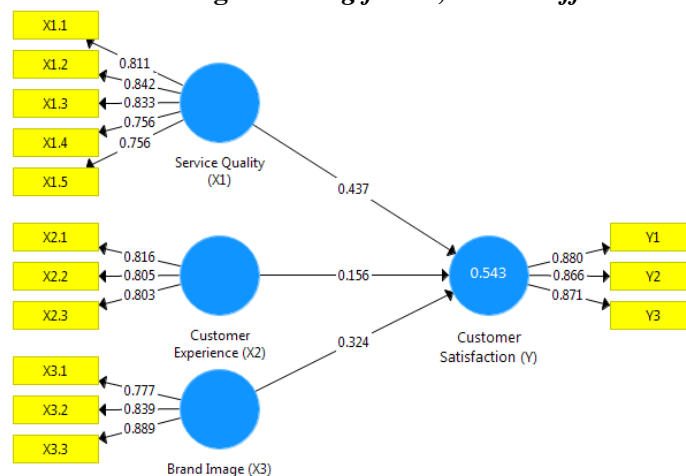 X1.1
X1.2
X1.3
X1.4
X1.5
0.811
0.842
0.833
0.756
0.756
Service Quality
(X1)
0.437
X2.1
X2.2
X2.3
0.816
0.805
0.803
Customer
Experience (X2)
0.156
X3.1
X3.2
X3.3
0.777
0.839
0.889
Brand Image (X3)
0.324
0.543
Customer
Satisfaction (Y)
0.880
0.866
0.871
Y1
Y2
Y3